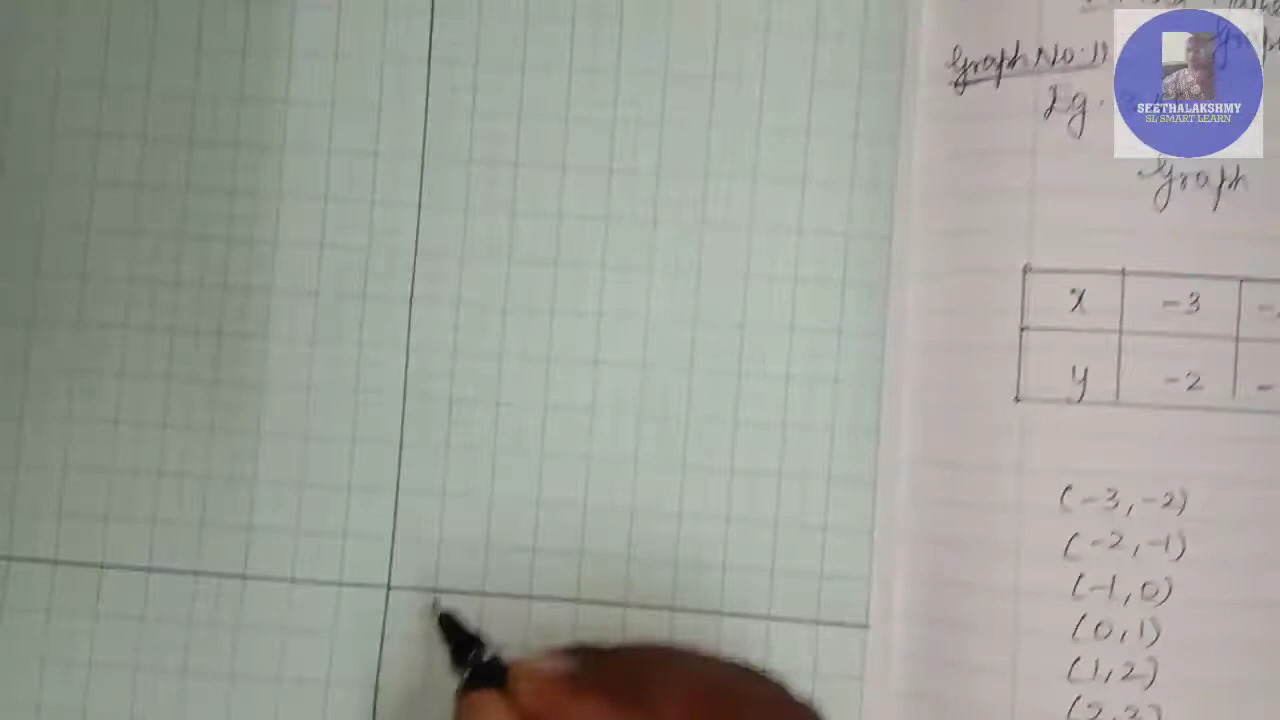 Graph No. 11
SEETHALAKSHMY
SL SMART LEARN
Graph
x -3
y -2
(-3, -2)
(-2, -1)
(-1, 0)
(0, 1)
(1, 2)